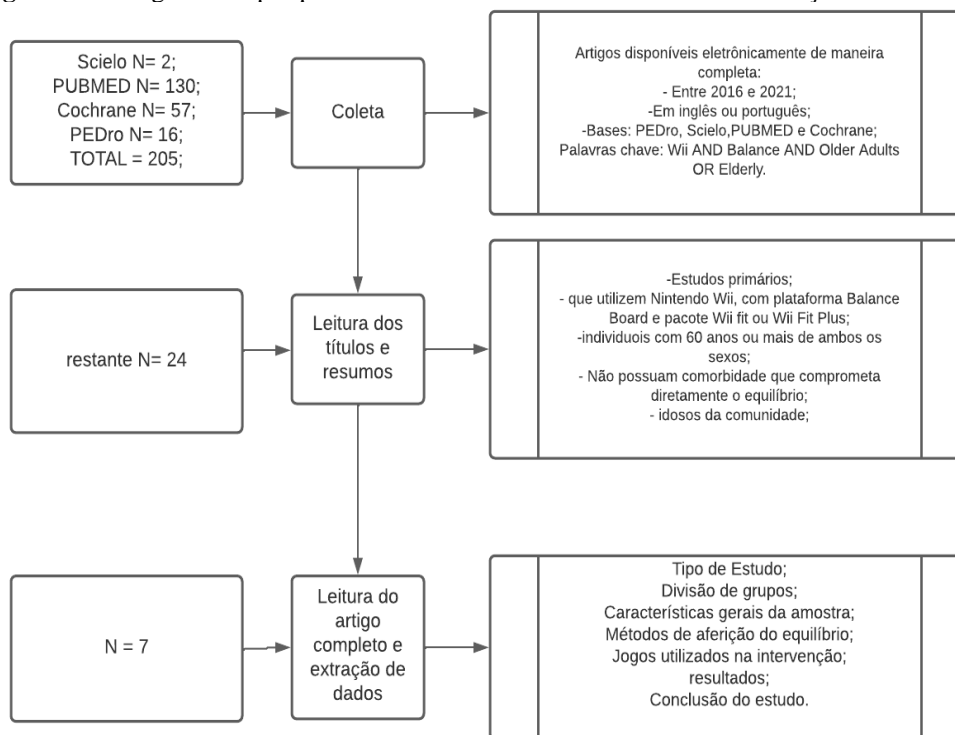 Scielo N= 2;
PUBMED N= 130;
Cochrane N= 57;
PEDro N= 16;
TOTAL = 205;
Coleta
Artigos disponíveis eletrônicamente de maneira
completa:
- Entre 2016 e 2021;
-Em inglês ou português;
-Bases: PEDro, Scielo,PUBMED e Cochrane;
Palavras chave: Wii AND Balance AND Older Adults
OR Elderly.
restante N= 24
Leitura dos
títulos e
resumos
-Estudos primários;
- que utilizem Nintendo Wii, com plataforma Balance
Board e pacote Wii fit ou Wii Fit Plus;
-individuois com 60 anos ou mais de ambos os
sexos;
- Não possuam comorbidade que comprometa
diretamente o equilíbrio;
- idosos da comunidade;
N = 7
Leitura do
artigo
completo e
extração de
dados
Tipo de Estudo;
Divisão de grupos;
Características gerais da amostra;
Métodos de aferição do equilíbrio;
Jogos utilizados na intervenção;
resultados;
Conclusão do estudo.